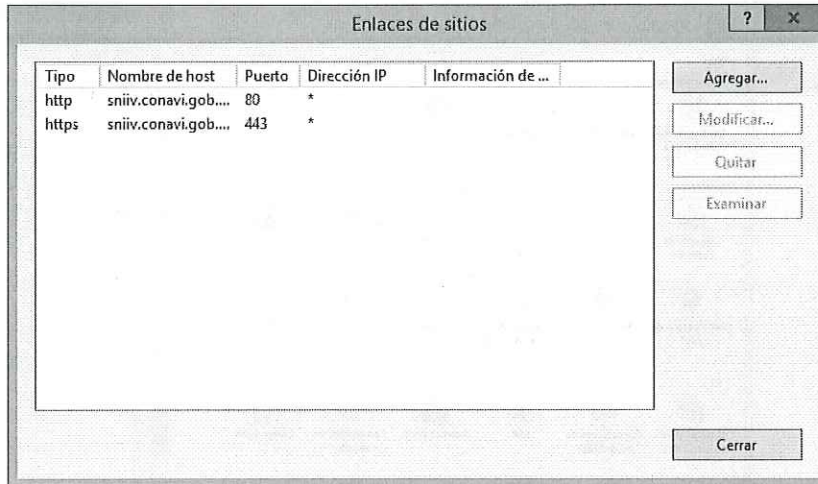 Enlaces de sitios
? x
Tipo Nombre de host Puerto Dirección IP Información de ...
http sniiv.conavi.gob.... 80 *
https sniiv.conavi.gob.... 443 *
Agregar...
Modificar...
Quitar
Examinar
Cerrar